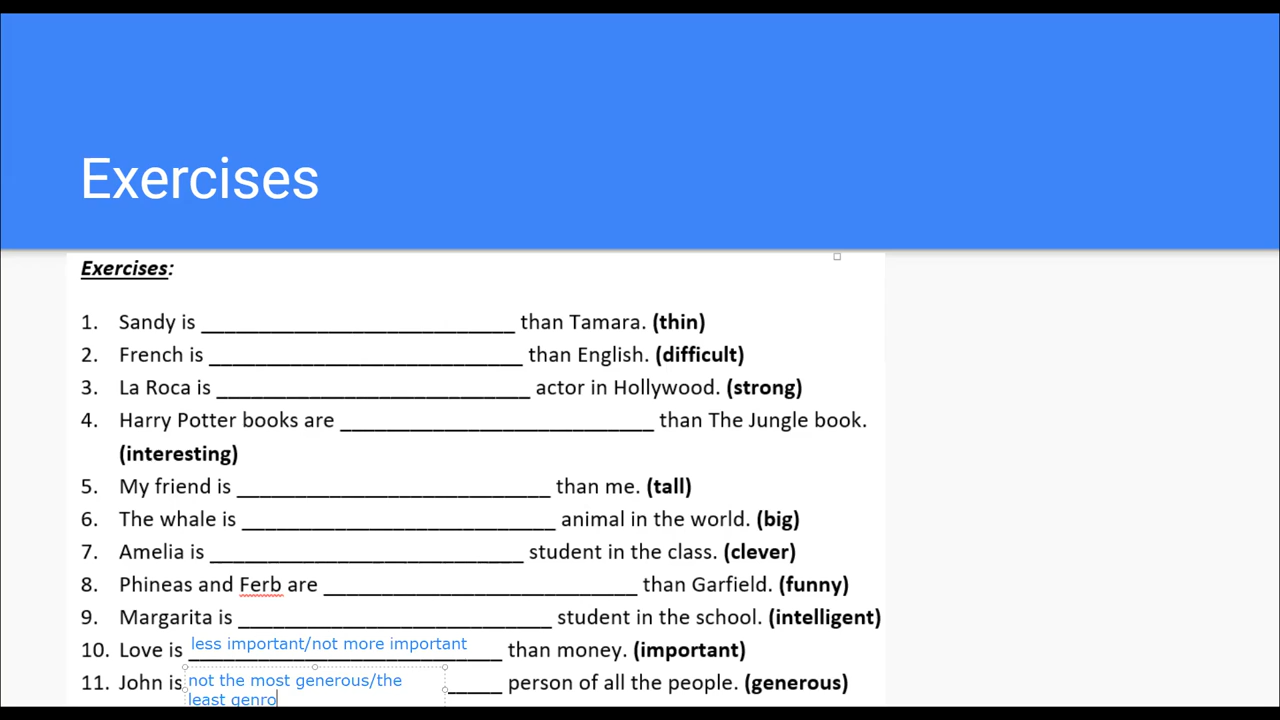 Exercises
Exercises:
1. Sandy is ____________________________ than Tamara. (thin)
2. French is ____________________________ than English. (difficult)
3. La Roca is ____________________________ actor in Hollywood. (strong)
4. Harry Potter books are ____________________________ than The Jungle book.
(interesting)
5. My friend is ____________________________ than me. (tall)
6. The whale is ____________________________ animal in the world. (big)
7. Amelia is ____________________________ student in the class. (clever)
8. Phineas and Ferb are ____________________________ than Garfield. (funny)
9. Margarita is ____________________________ student in the school. (intelligent)
10. Love is less important/not more important than money. (important)
11. John is not the most generous/the _____ person of all the people. (generous)
least genro